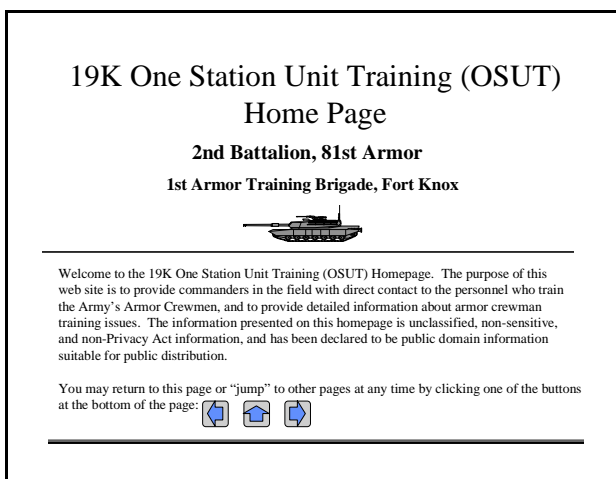 19K One Station Unit Training (OSUT)
Home Page
2nd Battalion, 81st Armor
1st Armor Training Brigade, Fort Knox
Welcome to the 19K One Station Unit Training (OSUT) Homepage.  The purpose of this
web site is to provide commanders in the field with direct contact to the personnel who train
the Army's Armor Crewmen, and to provide detailed information about armor crewman
training issues.  The information presented on this homepage is unclassified, non-sensitive,
and non-Privacy Act information, and has been declared to be public domain information
suitable for public distribution.
You may return to this page or “jump” to other pages at any time by clicking one of the buttons
at the bottom of the page: